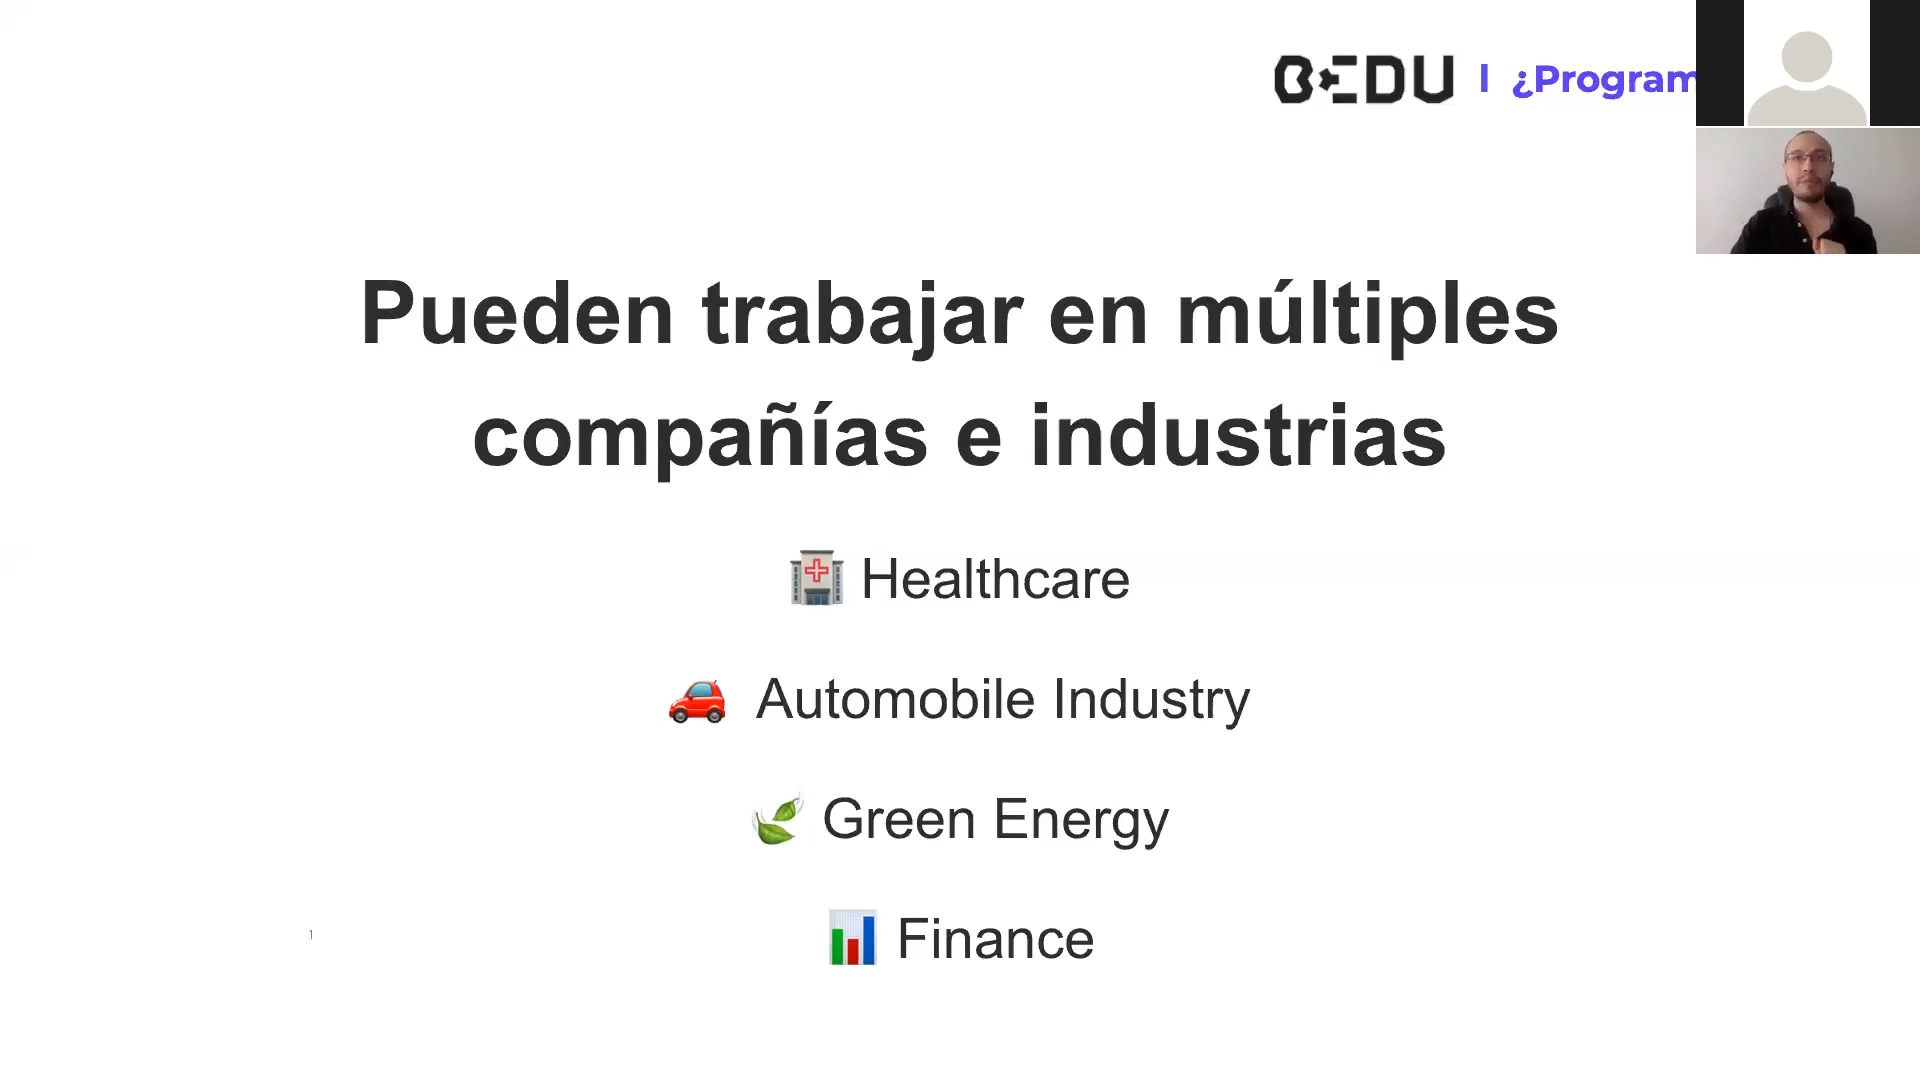 BEDU | ¿Program
Pueden trabajar en múltiples
compañías e industrias
Healthcare
Automobile Industry
Green Energy
Finance
1